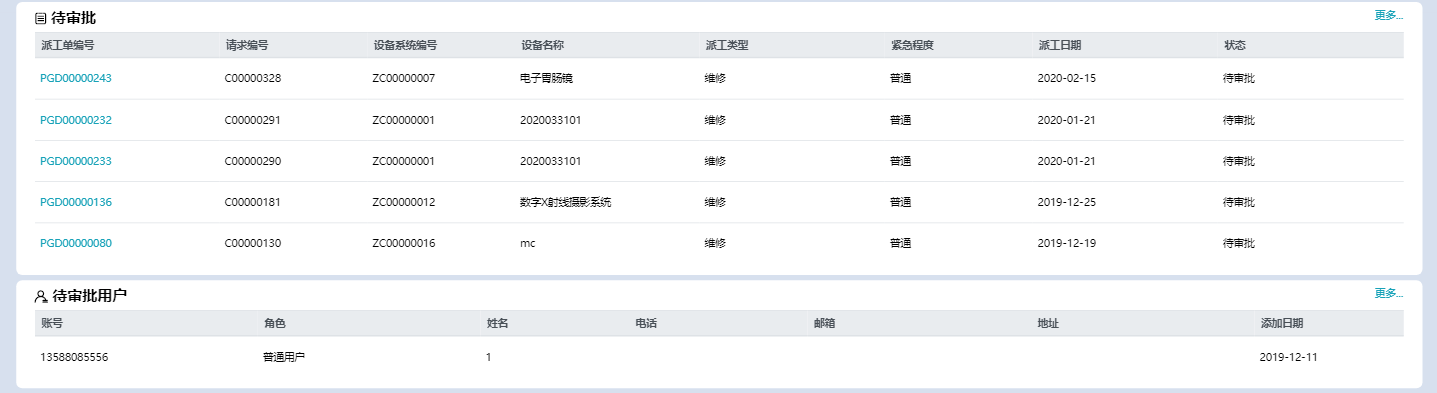 待审批 更多...
派工单编号 请求编号 设备系统编号 设备名称 派工类型 紧急程度 派工日期 状态
PGD00000243 C00000328 ZC00000007 电子胃肠镜 维修 普通 2020-02-15 待审批
PGD00000232 C00000291 ZC00000001 2020033101 维修 普通 2020-01-21 待审批
PGD00000233 C00000290 ZC00000001 2020033101 维修 普通 2020-01-21 待审批
PGD00000136 C00000181 ZC00000012 数字X射线摄影系统 维修 普通 2019-12-25 待审批
PGD00000080 C00000130 ZC00000016 mc 维修 普通 2019-12-19 待审批
待审批用户 更多...
账号 角色 姓名 电话 邮箱 地址 添加日期
13588085556 普通用户 1 2019-12-11